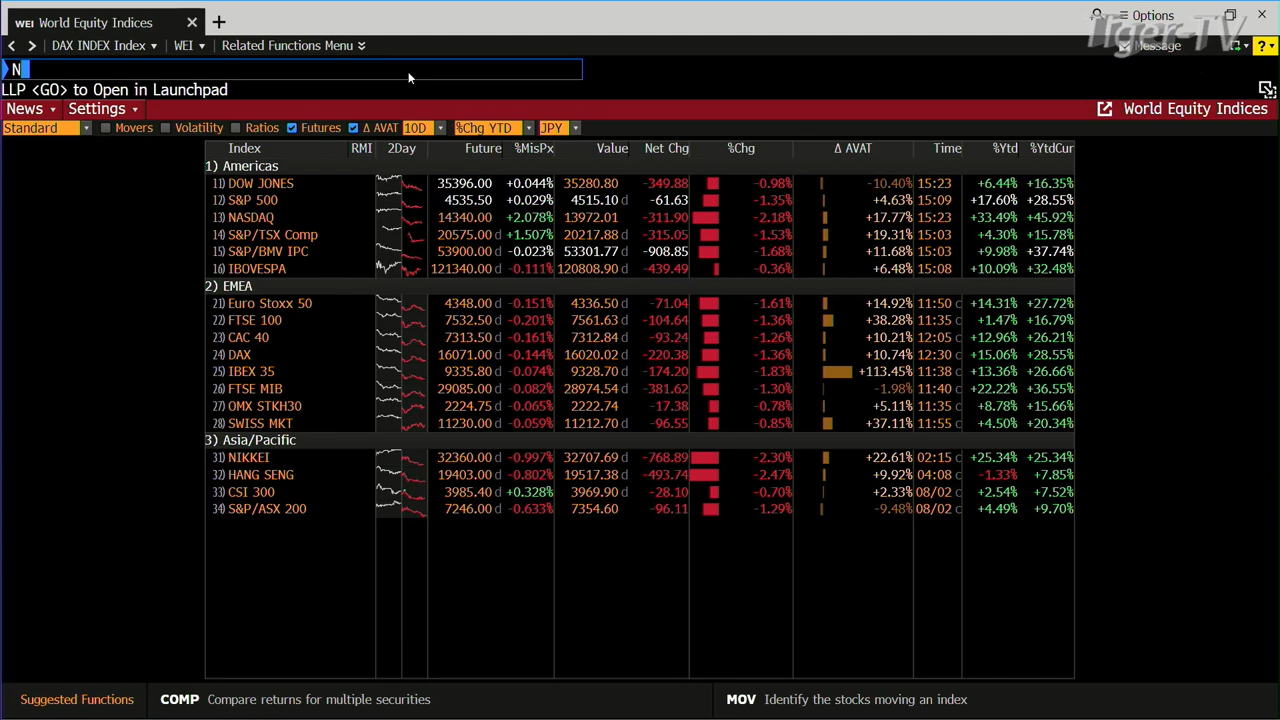 WEI World Equity Indices × +
Options
Tiger-TV
< > DAX INDEX Index WEI Related Functions Menu Message ?
N
LLP <GO> to Open in Launchpad
News Settings World Equity Indices
Standard Movers Volatility Ratios Futures Δ AVAT 10D %Chg YTD JPY
Index RMI 2Day Future %MisPx Value Net Chg %Chg Δ AVAT Time %Ytd %YtdCur
1) Americas
11) DOW JONES 35396.00 +0.044% 35280.80 -349.88 -0.98% -10.40% 15:23 +6.44% +16.35%
12) S&P 500 4535.50 +0.029% 4515.10 d -61.63 -1.35% +4.63% 15:09 +17.60% +28.55%
13) NASDAQ 14340.00 +2.078% 13972.01 -311.90 -2.18% +17.77% 15:23 +33.49% +45.92%
14) S&P/TSX Comp 20575.00 d +1.507% 20217.88 d -315.05 -1.53% +19.31% 15:03 +4.30% +15.78%
15) S&P/BMV IPC 53900.00 d -0.023% 53301.77 d -908.85 -1.68% +11.68% 15:03 +9.98% +37.74%
16) IBOVESPA 121340.00 d -0.111% 120808.90 d -439.49 -0.36% +6.48% 15:08 +10.09% +32.48%
2) EMEA
21) Euro Stoxx 50 4348.00 d -0.151% 4336.50 d -71.04 -1.61% +14.92% 11:50 c +14.31% +27.72%
22) FTSE 100 7532.50 d -0.201% 7561.63 d -104.64 -1.36% +38.28% 11:35 c +1.47% +16.79%
23) CAC 40 7313.50 d -0.161% 7312.84 d -93.24 -1.26% +10.21% 12:05 c +12.96% +26.21%
24) DAX 16071.00 d -0.144% 16020.02 d -220.38 -1.36% +10.74% 12:30 c +15.06% +28.55%
25) IBEX 35 9335.80 d -0.074% 9328.70 d -174.20 -1.83% +113.45% 11:38 c +13.36% +26.66%
26) FTSE MIB 29085.00 d -0.082% 28974.54 d -381.62 -1.30% -1.98% 11:40 c +22.22% +36.55%
27) OMX STKH30 2224.75 d -0.065% 2222.74 d -17.38 -0.78% +5.11% 11:35 c +8.78% +15.66%
28) SWISS MKT 11230.00 d -0.059% 11212.70 d -96.55 -0.85% +37.11% 11:55 c +4.50% +20.34%
3) Asia/Pacific
31) NIKKEI 32360.00 d -0.997% 32707.69 d -768.89 -2.30% +22.61% 02:15 c +25.34% +25.34%
32) HANG SENG 19403.00 d -0.802% 19517.38 d -493.74 -2.47% +9.92% 04:08 c -1.33% +7.85%
33) CSI 300 3985.40 d +0.328% 3969.90 d -28.10 -0.70% +2.33% 08/02 c +2.54% +7.52%
34) S&P/ASX 200 7246.00 d -0.633% 7354.60 -96.11 -1.29% -9.48% 08/02 c +4.49% +9.70%
Suggested Functions COMP Compare returns for multiple securities MOV Identify the stocks moving an index